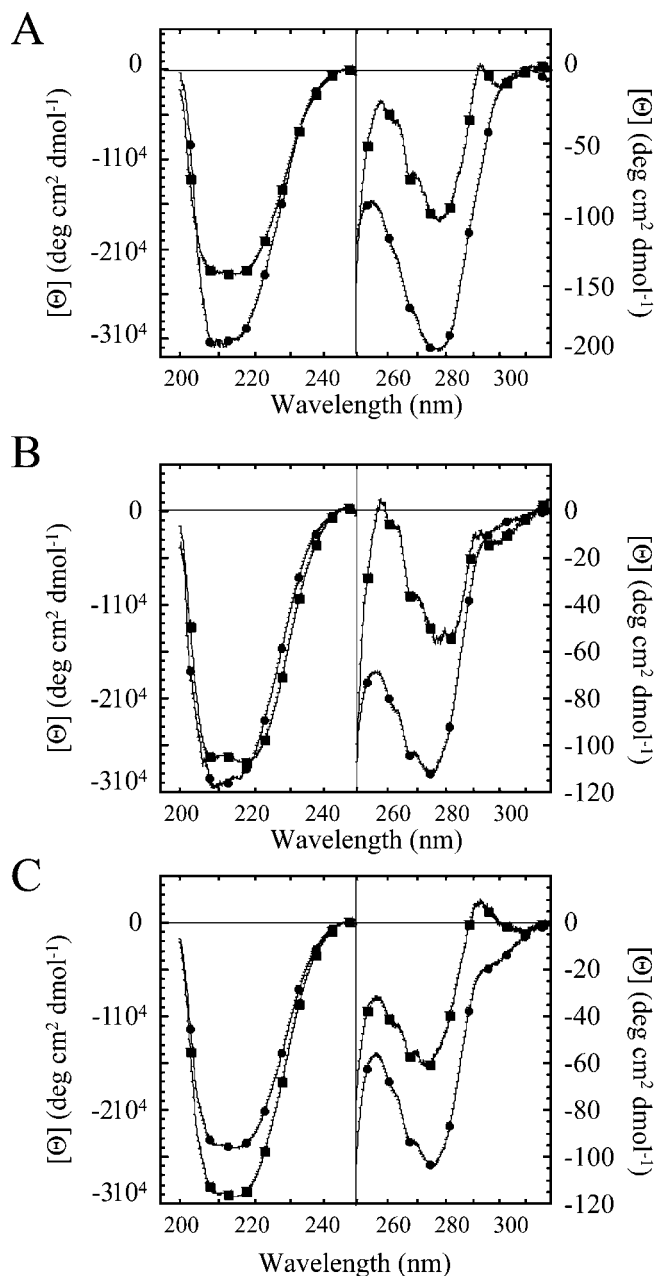 A
[Θ] (deg cm² dmol⁻¹)
0
-110⁴
-210⁴
-310⁴
0
-50
-100
-150
-200
[Θ] (deg cm² dmol⁻¹)
200 220 240 260 280 300
Wavelength (nm)
B
[Θ] (deg cm² dmol⁻¹)
0
-110⁴
-210⁴
-310⁴
0
-20
-40
-60
-80
-100
-120
[Θ] (deg cm² dmol⁻¹)
200 220 240 260 280 300
Wavelength (nm)
C
[Θ] (deg cm² dmol⁻¹)
0
-110⁴
-210⁴
-310⁴
0
-20
-40
-60
-80
-100
-120
[Θ] (deg cm² dmol⁻¹)
200 220 240 260 280 300
Wavelength (nm)